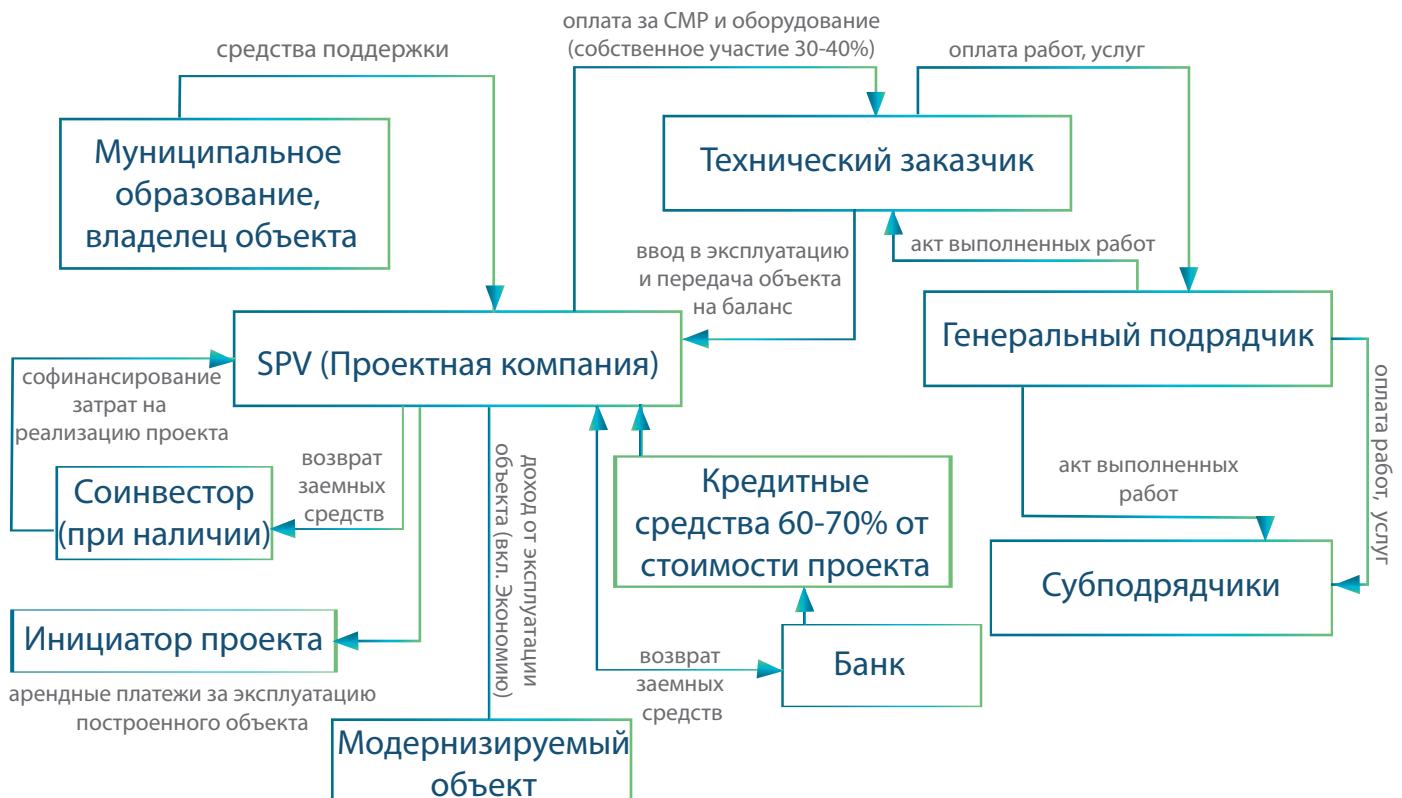 оплата за СМР и оборудование
(собственное участие 30-40%)
средства поддержки
оплата работ, услуг
Муниципальное
образование,
владелец объекта
Технический заказчик
ввод в эксплуатацию
и передача объекта
на баланс
акт выполненных работ
SPV (Проектная компания)
Генеральный подрядчик
софинансирование
затрат на
реализацию проекта
оплата работ, услуг
возврат
заемных
средств
Соинвестор
(при наличии)
доход от эксплуатации
объекта (вкл. Экономию)
Кредитные
средства 60-70% от
стоимости проекта
акт выполненных
работ
Субподрядчики
Инициатор проекта
арендные платежи за эксплуатацию
построенного объекта
возврат
заемных
средств
Банк
Модернизируемый
объект